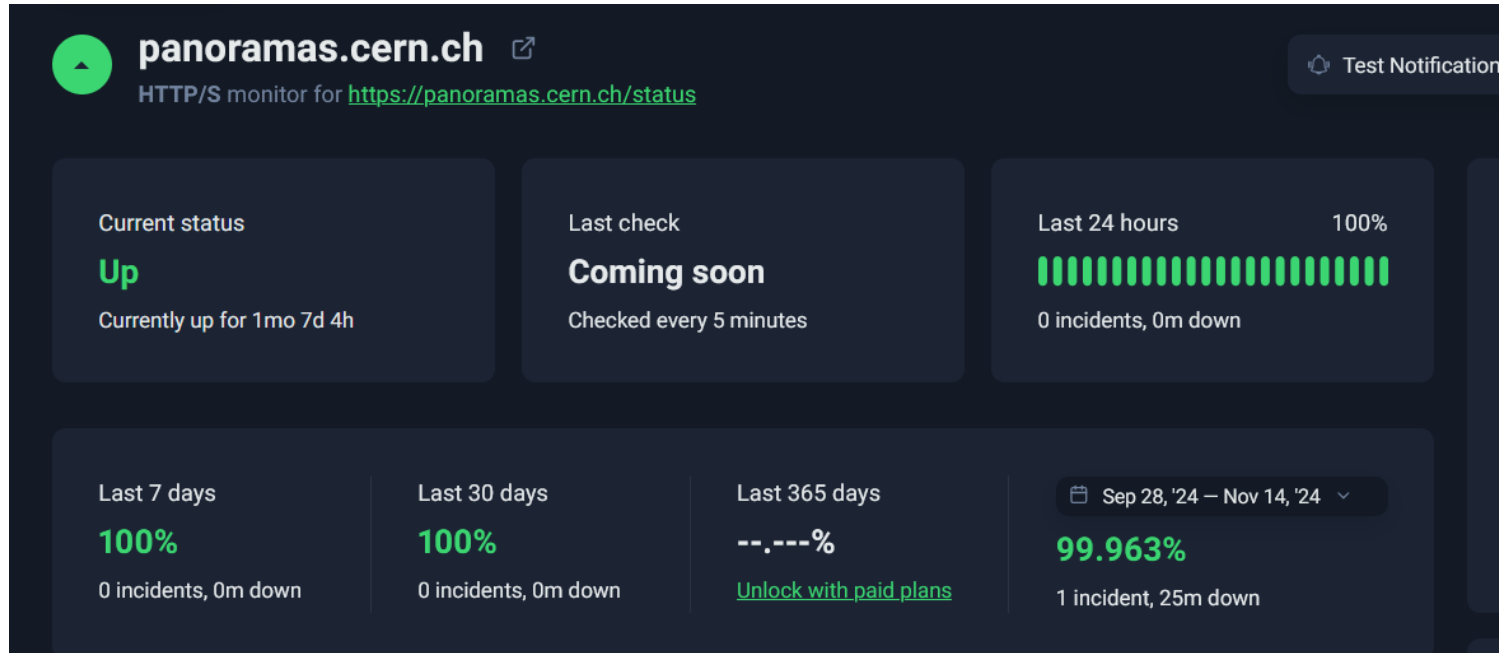 panoramas.cern.ch
HTTP/S monitor for https://panoramas.cern.ch/status
Test Notification
Current status
Up
Currently up for 1mo 7d 4h
Last check
Coming soon
Checked every 5 minutes
Last 24 hours 100%
0 incidents, 0m down
Last 7 days
100%
0 incidents, 0m down
Last 30 days
100%
0 incidents, 0m down
Last 365 days
--.---%
Unlock with paid plans
Sep 28, '24 — Nov 14, '24
99.963%
1 incident, 25m down